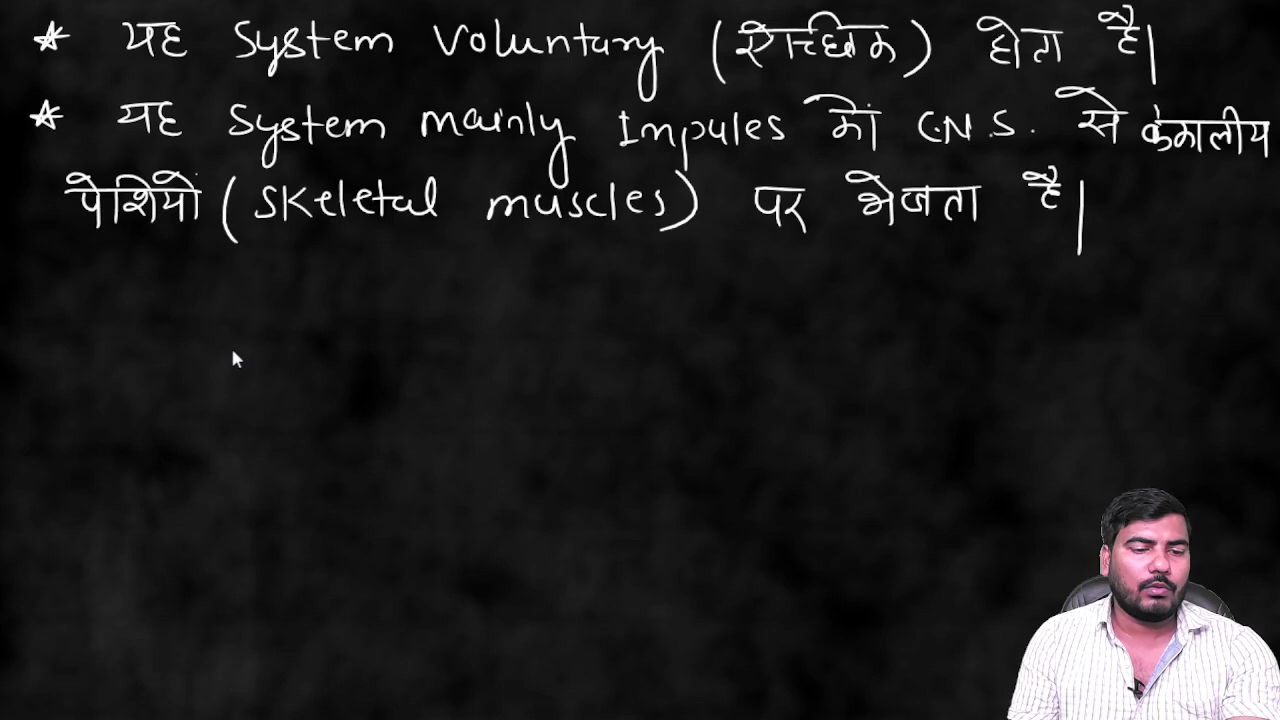 * यह System Voluntary (ऐच्छिक) होता है।
* यह System mainly Impules को C.N.S. से कंकालीय
पेशियों (Skeletal muscles) पर भेजता है।